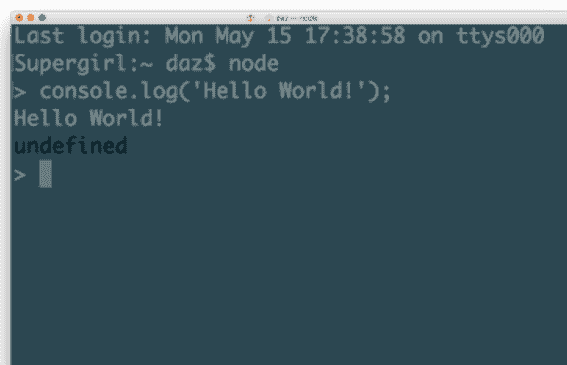 Last login: Mon May 15 17:38:58 on ttys000
Supergirl:~ daz$ node
> console.log('Hello World!');
Hello World!
undefined
>